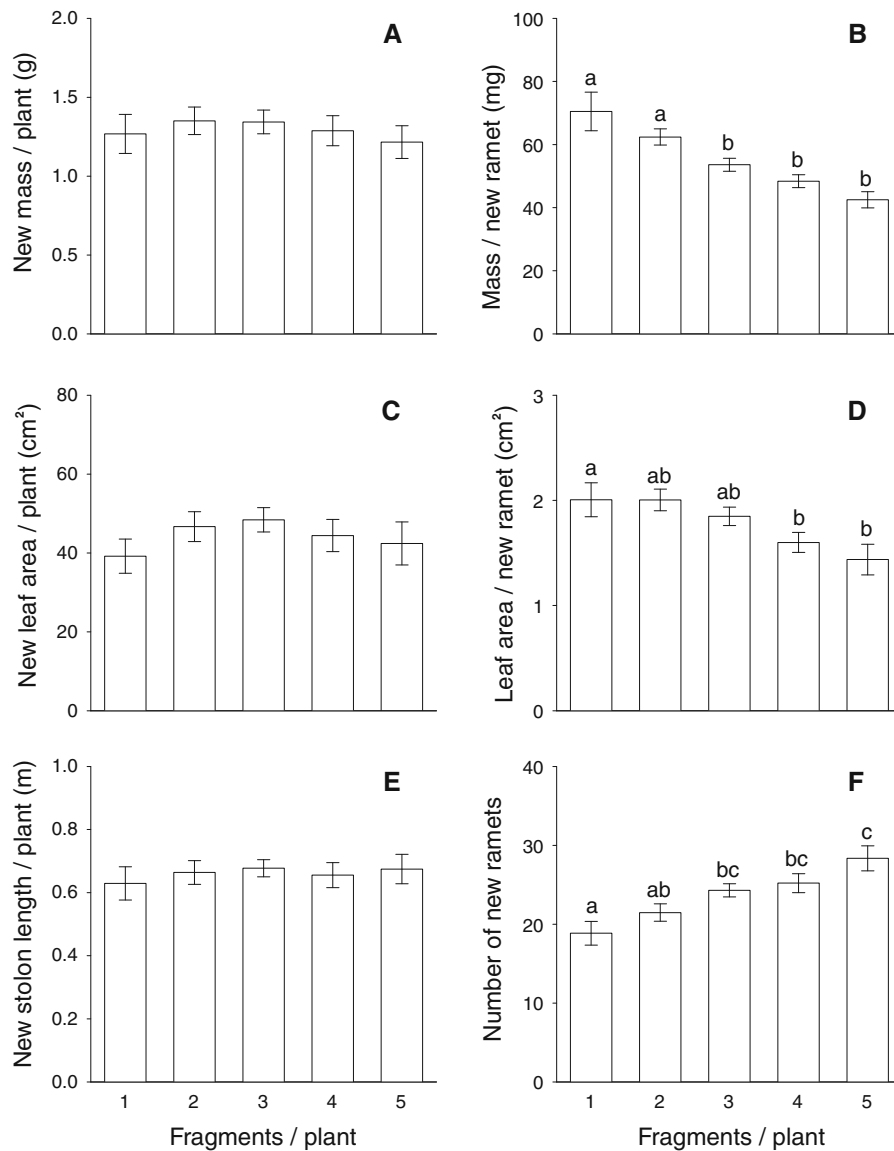 A
New mass / plant (g)
2.0
1.5
1.0
1.3
0.0
B
Mass / new ramet (mg)
100
80
60
40
20
0
a
a
b
b
b
C
New leaf area / plant (cm²)
80
60
40
20
0
D
Leaf area / new ramet (cm²)
3
2
1
0
a
ab
ab
b
b
E
New stolon length / plant (m)
1.0
0.8
0.6
0.4
0.2
0.0
1 2 3 4 5
Fragments / plant
F
Number of new ramets
40
30
20
10
0
a
ab
bc
bc
c
1 2 3 4 5
Fragments / plant